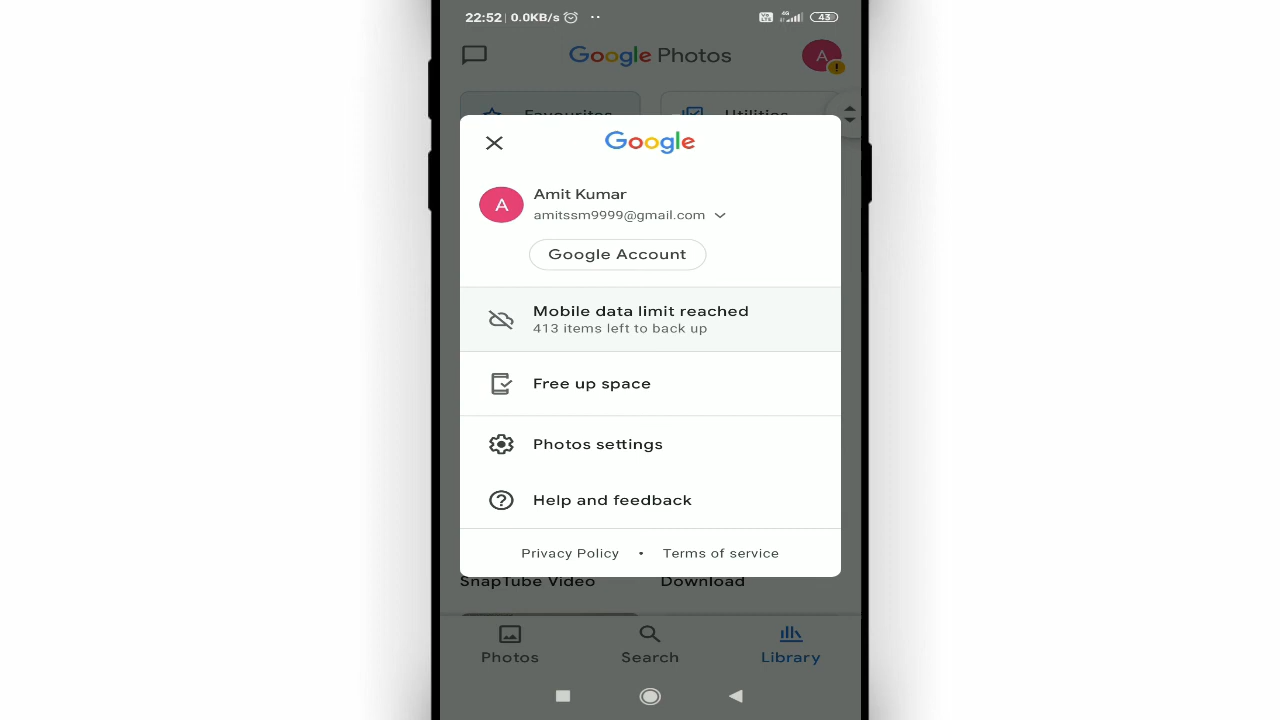 22:52 0.0KB/s
4G 43
Google Photos A
Favourites Utilities
Google
A
Amit Kumar
amitssm9999@gmail.com
Google Account
Mobile data limit reached
413 items left to back up
Free up space
Photos settings
Help and feedback
Privacy Policy • Terms of service
SnapTube Video Download
Photos Search Library